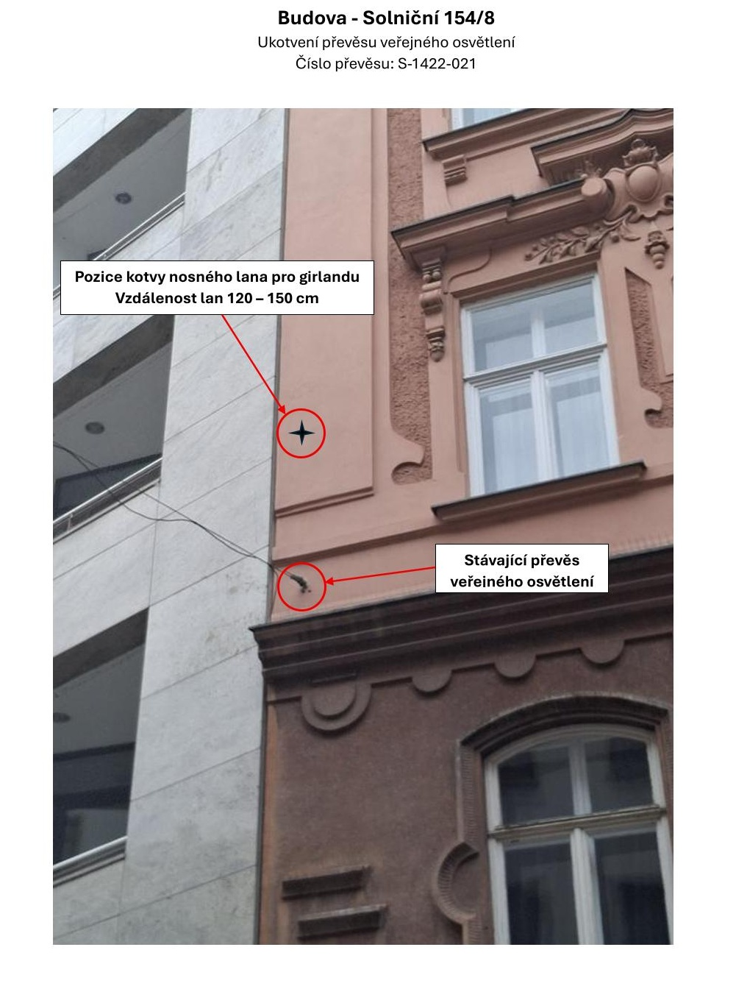 Budova - Solniční 154/8
Ukotvení převěsu veřejného osvětlení
Číslo převěsu: S-1422-021
Pozice kotvy nosného lana pro girlandu
Vzdálenost lan 120 – 150 cm
Stávající převěs
veřeiného osvětlení